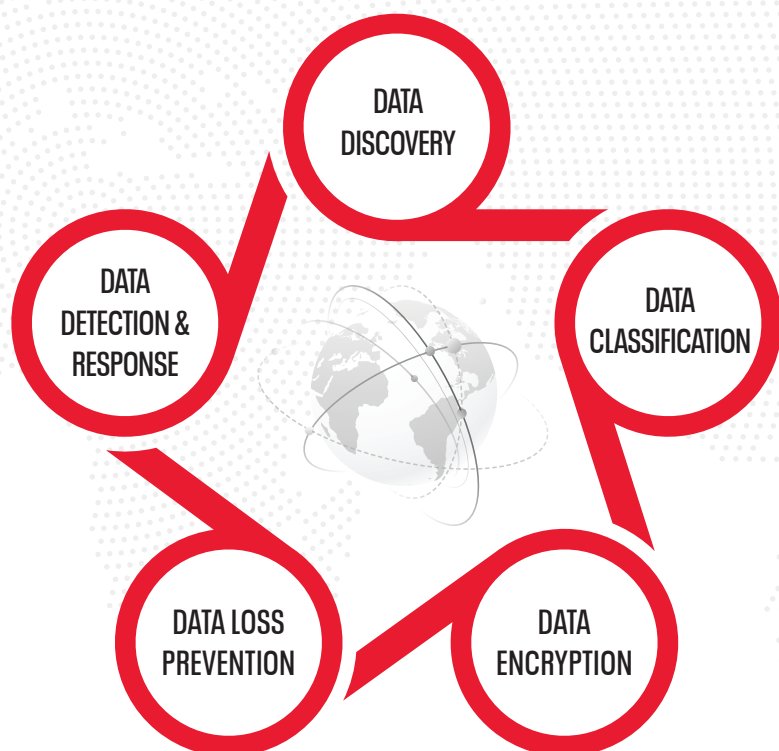 DATA
DISCOVERY
DATA
CLASSIFICATION
DATA
ENCRYPTION
DATA LOSS
PREVENTION
DATA
DETECTION &
RESPONSE